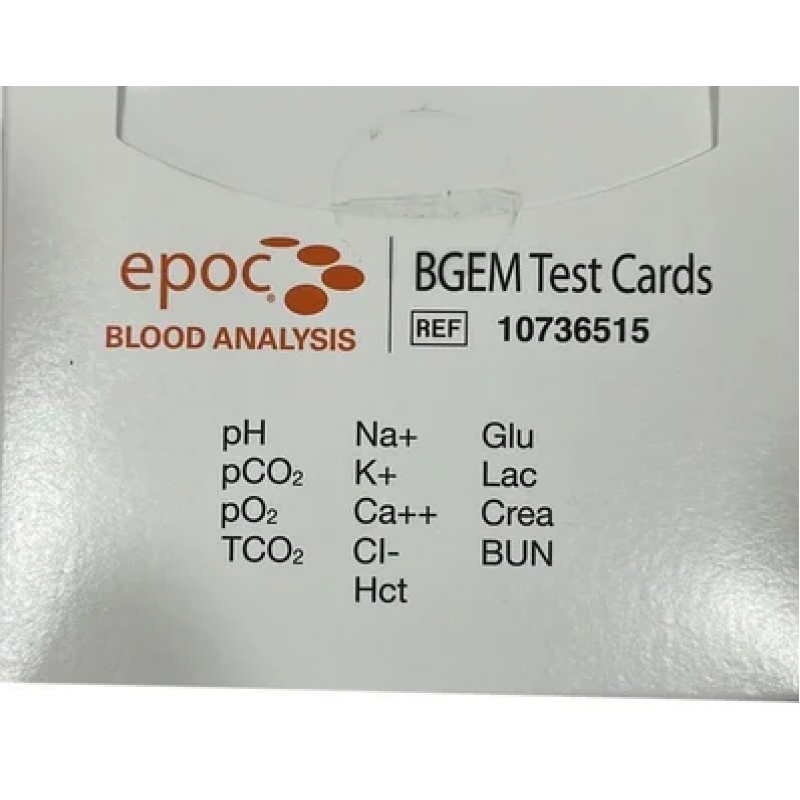 epoc®
BLOOD ANALYSIS
BGEM Test Cards
REF 10736515
pH Na+ Glu
pCO₂ K+ Lac
pO₂ Ca++ Crea
TCO₂ Cl- BUN
Hct